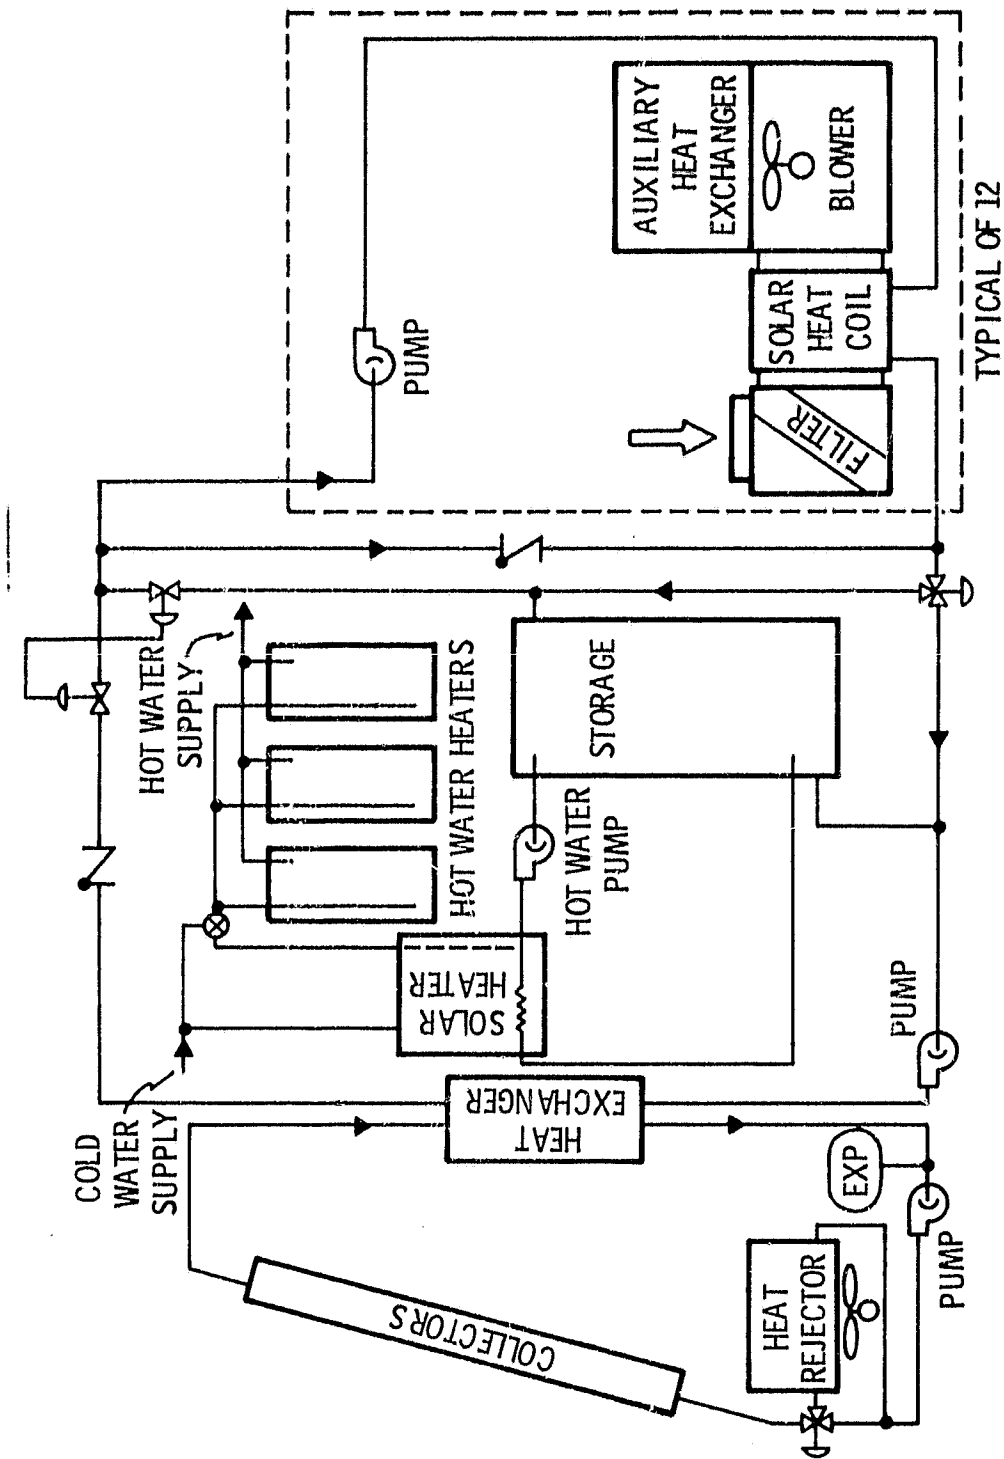 COLD
WATER
SUPPLY
HOT WATER
SUPPLY
HOT WATER HEATERS
SOLAR
HEATER
HEAT
EXCHANGER
COLLECTORS
HEAT
REJECTOR
EXP
PUMP
PUMP
HOT WATER
PUMP
STORAGE
PUMP
FILTER
SOLAR
HEAT
COIL
AUXILIARY
HEAT
EXCHANGER
BLOWER
TYPICAL OF 12